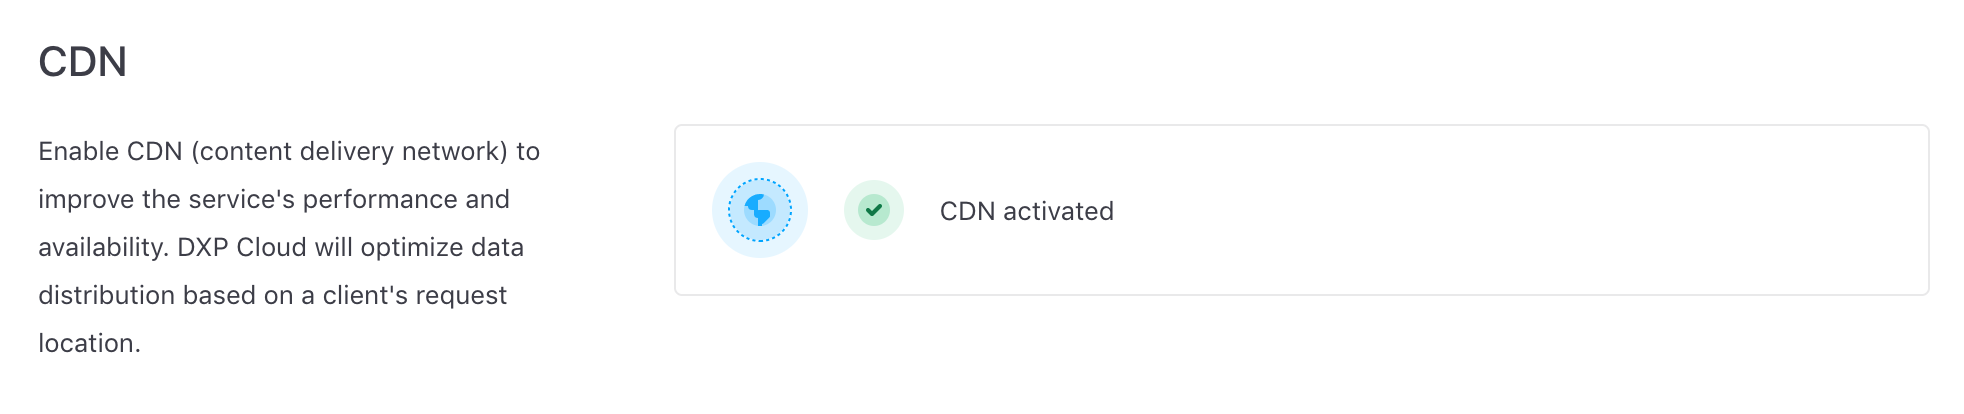 CDN
Enable CDN (content delivery network) to
improve the service's performance and
availability. DXP Cloud will optimize data
distribution based on a client's request
location.
CDN activated